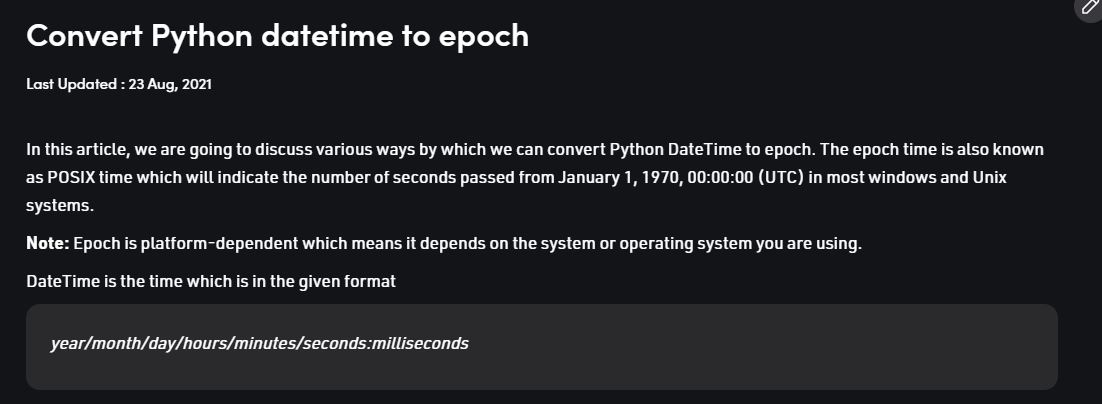 Convert Python datetime to epoch
Last Updated : 23 Aug, 2021
In this article, we are going to discuss various ways by which we can convert Python DateTime to epoch. The epoch time is also known
as POSIX time which will indicate the number of seconds passed from January 1, 1970, 00:00:00 (UTC) in most windows and Unix
systems.
Note: Epoch is platform-dependent which means it depends on the system or operating system you are using.
DateTime is the time which is in the given format
year/month/day/hours/minutes/seconds:milliseconds